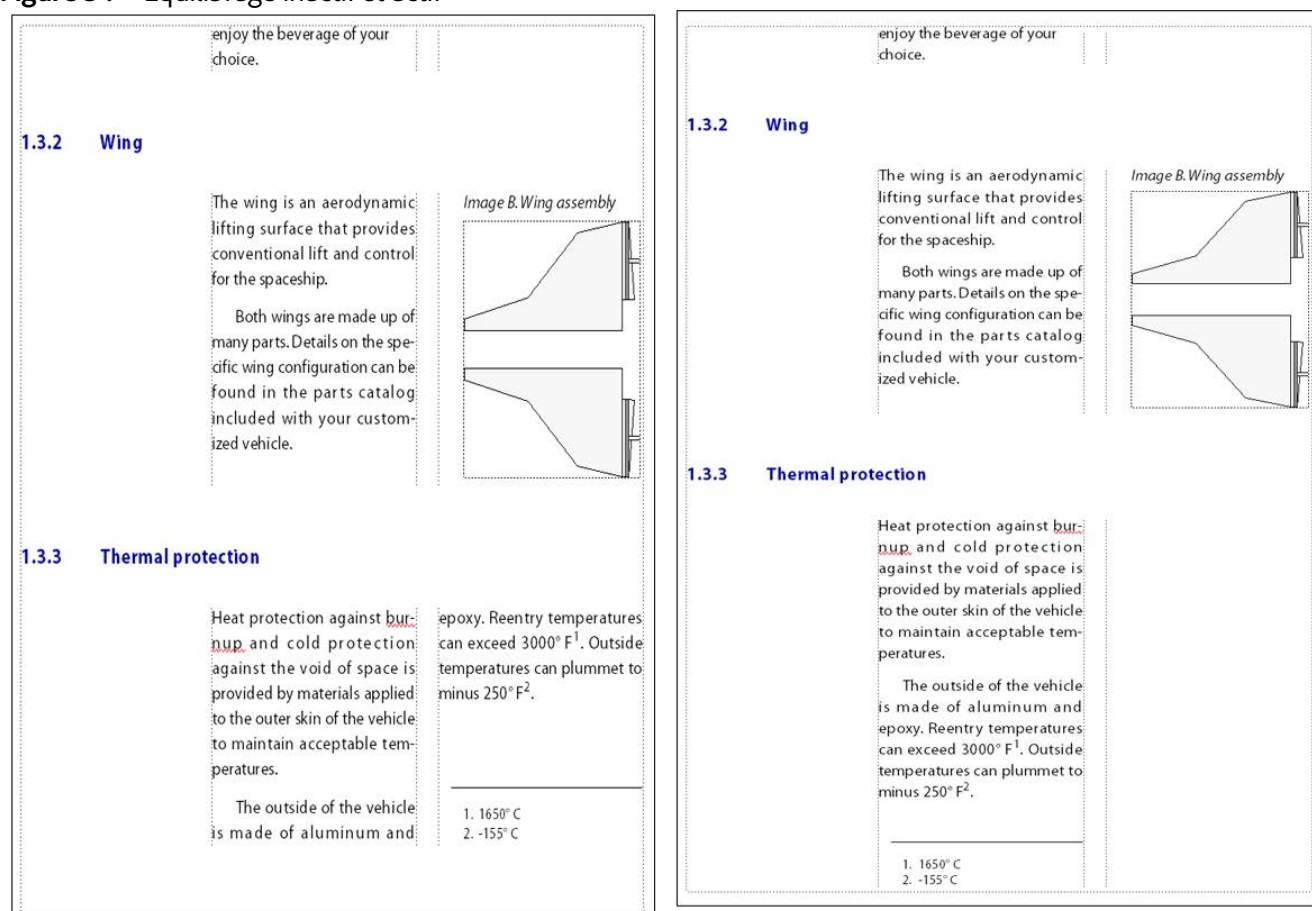 Figure Équilibrage inactif et actif
enjoy the beverage of your
choice.
1.3.2 Wing
The wing is an aerodynamic
lifting surface that provides
conventional lift and control
for the spaceship.
Both wings are made up of
many parts. Details on the spe-
cific wing configuration can be
found in the parts catalog
included with your custom-
ized vehicle.
Image B. Wing assembly
1.3.3 Thermal protection
Heat protection against bur-
nup and cold protection
against the void of space is
provided by materials applied
to the outer skin of the vehicle
to maintain acceptable tem-
peratures.
The outside of the vehicle
is made of aluminum and
epoxy. Reentry temperatures
can exceed 3000° F1. Outside
temperatures can plummet to
minus 250° F2.
1. 1650° C
2. -155° C
enjoy the beverage of your
choice.
1.3.2 Wing
The wing is an aerodynamic
lifting surface that provides
conventional lift and control
for the spaceship.
Both wings are made up of
many parts. Details on the spe-
cific wing configuration can be
found in the parts catalog
included with your custom-
ized vehicle.
Image B. Wing assembly
1.3.3 Thermal protection
Heat protection against bur-
nup and cold protection
against the void of space is
provided by materials applied
to the outer skin of the vehicle
to maintain acceptable tem-
peratures.
The outside of the vehicle
is made of aluminum and
epoxy. Reentry temperatures
can exceed 3000° F1. Outside
temperatures can plummet to
minus 250° F2.
1. 1650° C
2. -155° C